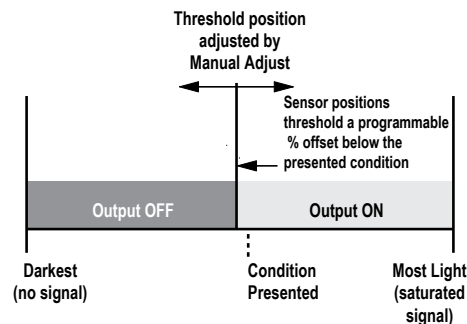 Threshold position
adjusted by
Manual Adjust
Sensor positions
threshold a programmable
% offset below the
presented condition
Output OFF
Output ON
Darkest
(no signal)
Condition
Presented
Most Light
(saturated
signal)